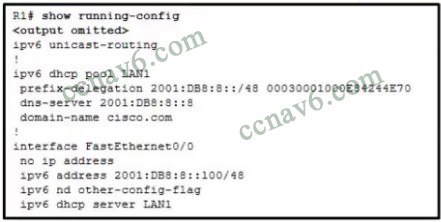 R1# show running-config
<output omitted>
ipv6 unicast-routing
!
ipv6 dhcp pool LAN1
prefix-delegation 2001:DB8:8::/48 00030001000E84244E70
dns-server 2001:DB8:8::8
domain-name cisco.com
!
interface FastEthernet0/0
no ip address
ipv6 address 2001:DB8:8::100/48
ipv6 nd other-config-flag
ipv6 dhcp server LAN1
ccnav6.com
ccnav6.com